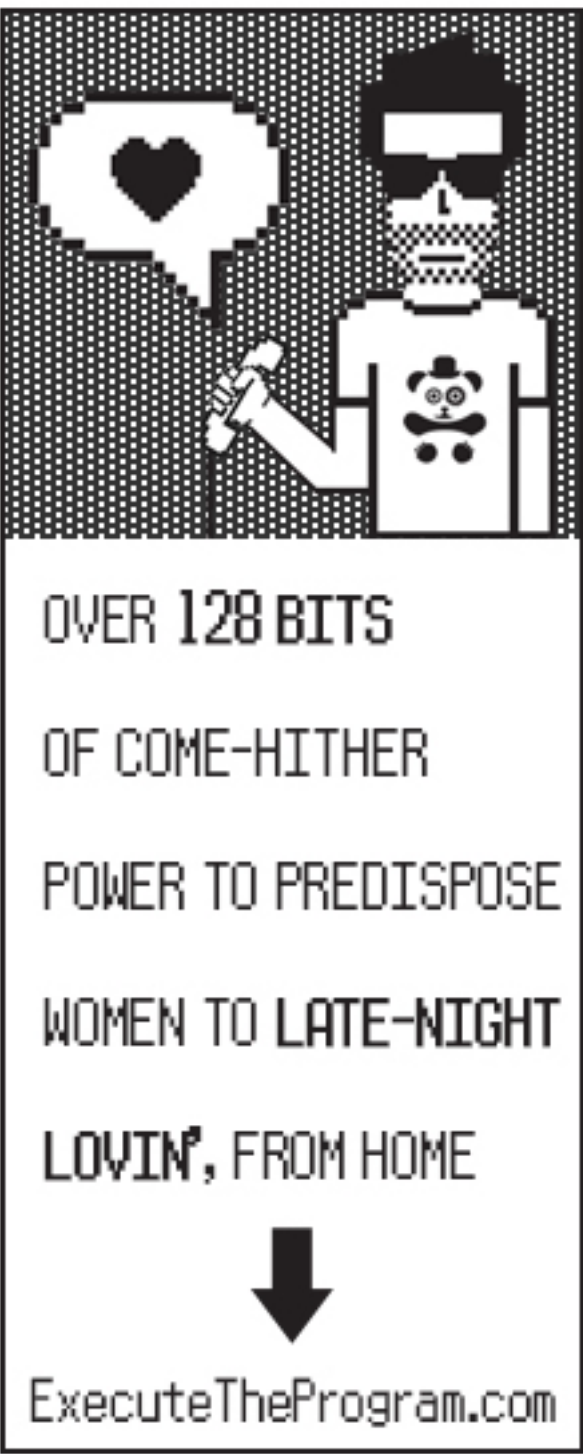 OVER 128 BITS
OF COME-HITHER
POWER TO PREDISPOSE
WOMEN TO LATE-NIGHT
LOVIN', FROM HOME
ExecuteTheProgram.com